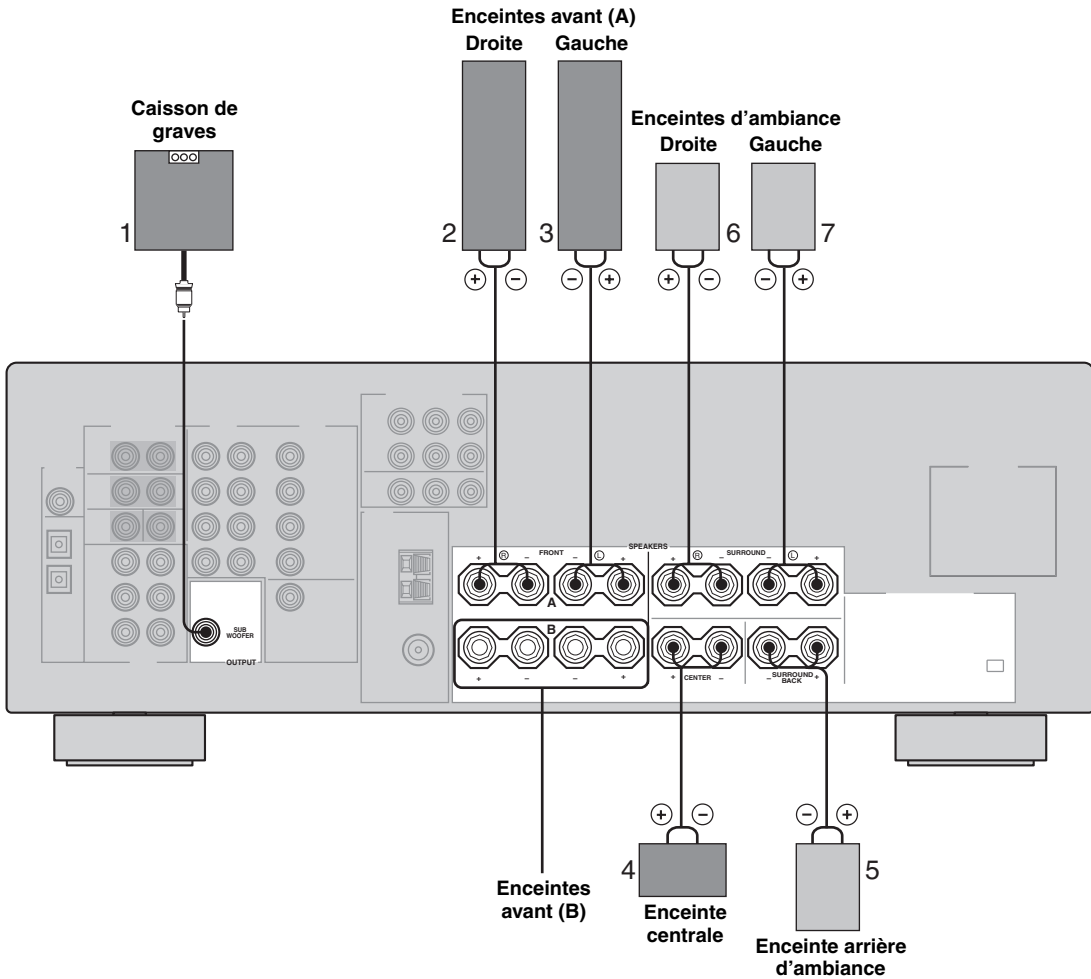 Enceintes avant (A)
Droite Gauche
Caisson de
graves
Enceintes d'ambiance
Droite Gauche
1
2
3
6
7
+ - - + + - - +
SPEAKERS
+ R - FRONT - L + + R - SURROUND - L +
A
B
SUB
WOOFER
OUTPUT
+ - - + + CENTER - - SURROUND +
BACK
+ - - +
4
5
Enceintes
avant (B)
Enceinte
centrale
Enceinte arrière
d'ambiance